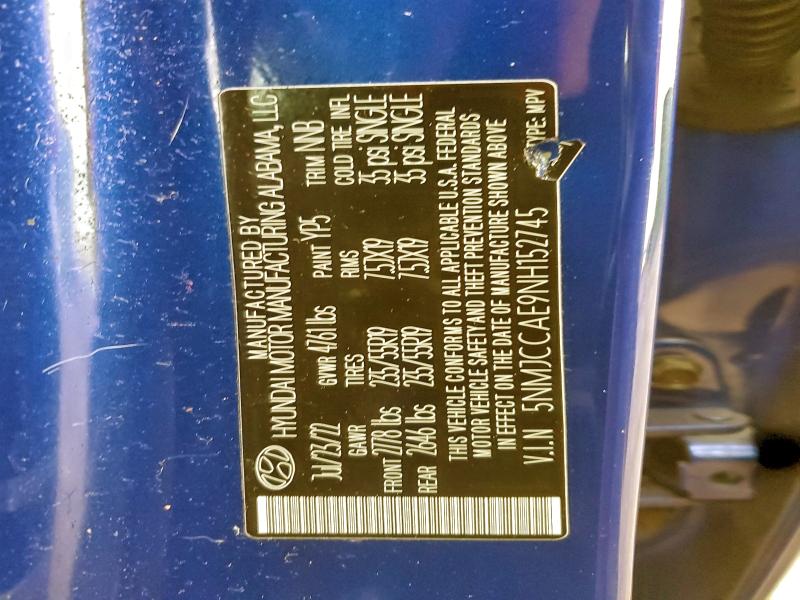 MANUFACTURED BY
HYUNDAI MOTOR MANUFACTURING ALABAMA, LLC
Jul/23/22 GVWR 4761 lbs PAINT YP5 TRIM NNB
GAWR TIRES RIMS COLD TIRE INFL
FRONT 2778 lbs 235/55R19 7.5JX19 35 psi SINGLE
REAR 2646 lbs 235/55R19 7.5JX19 35 psi SINGLE
THIS VEHICLE CONFORMS TO ALL APPLICABLE U.S.A. FEDERAL
MOTOR VEHICLE SAFETY AND THEFT PREVENTION STANDARDS
IN EFFECT ON THE DATE OF MANUFACTURE SHOWN ABOVE
V.I.N 5NMJCCAE9NH152745 TYPE: MPV